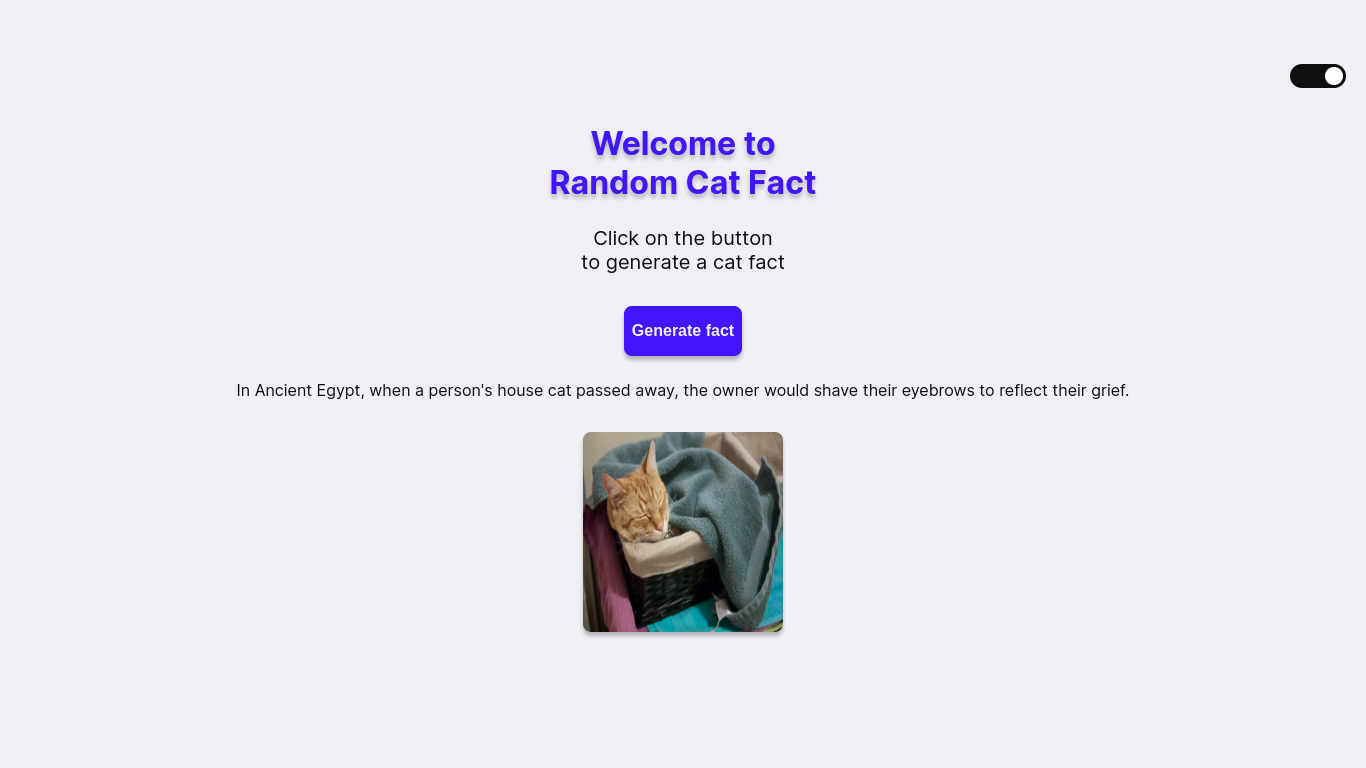 Welcome to
Random Cat Fact
Click on the button
to generate a cat fact
Generate fact
In Ancient Egypt, when a person's house cat passed away, the owner would shave their eyebrows to reflect their grief.